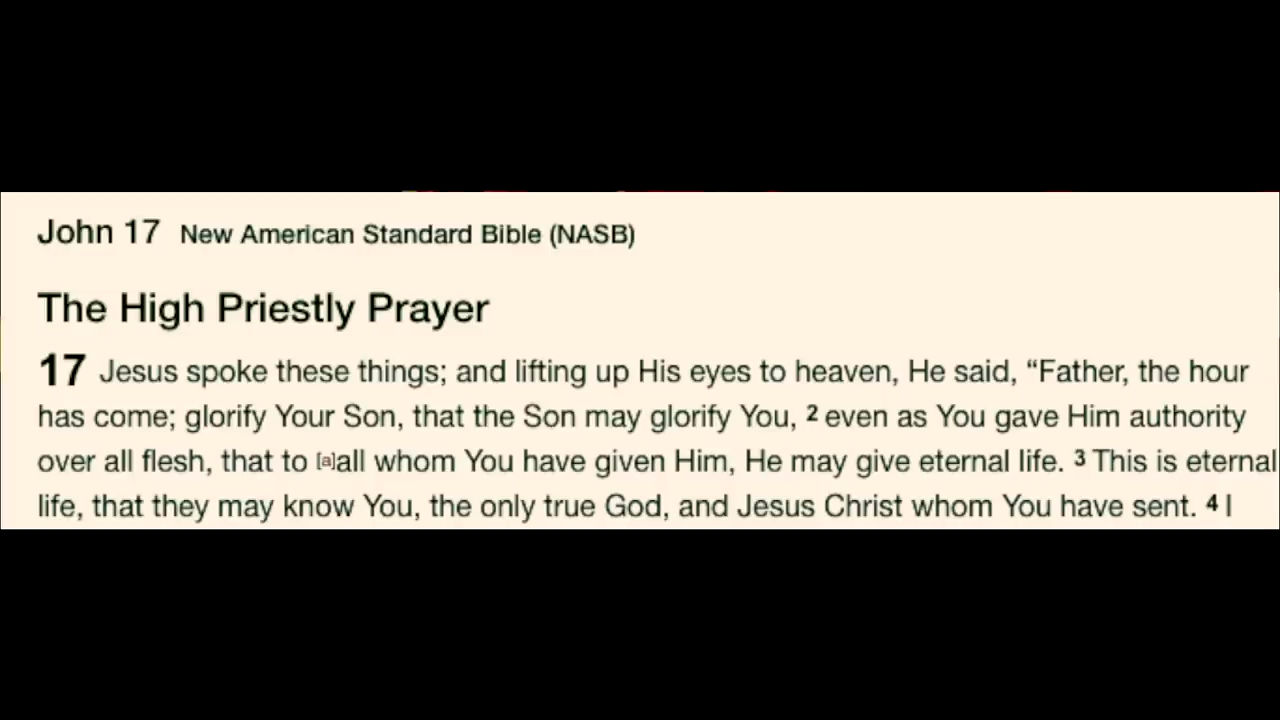 John 17 New American Standard Bible (NASB)
The High Priestly Prayer
17 Jesus spoke these things; and lifting up His eyes to heaven, He said, “Father, the hour
has come; glorify Your Son, that the Son may glorify You, 2 even as You gave Him authority
over all flesh, that to [a]all whom You have given Him, He may give eternal life. 3 This is eternal
life, that they may know You, the only true God, and Jesus Christ whom You have sent. 4 I